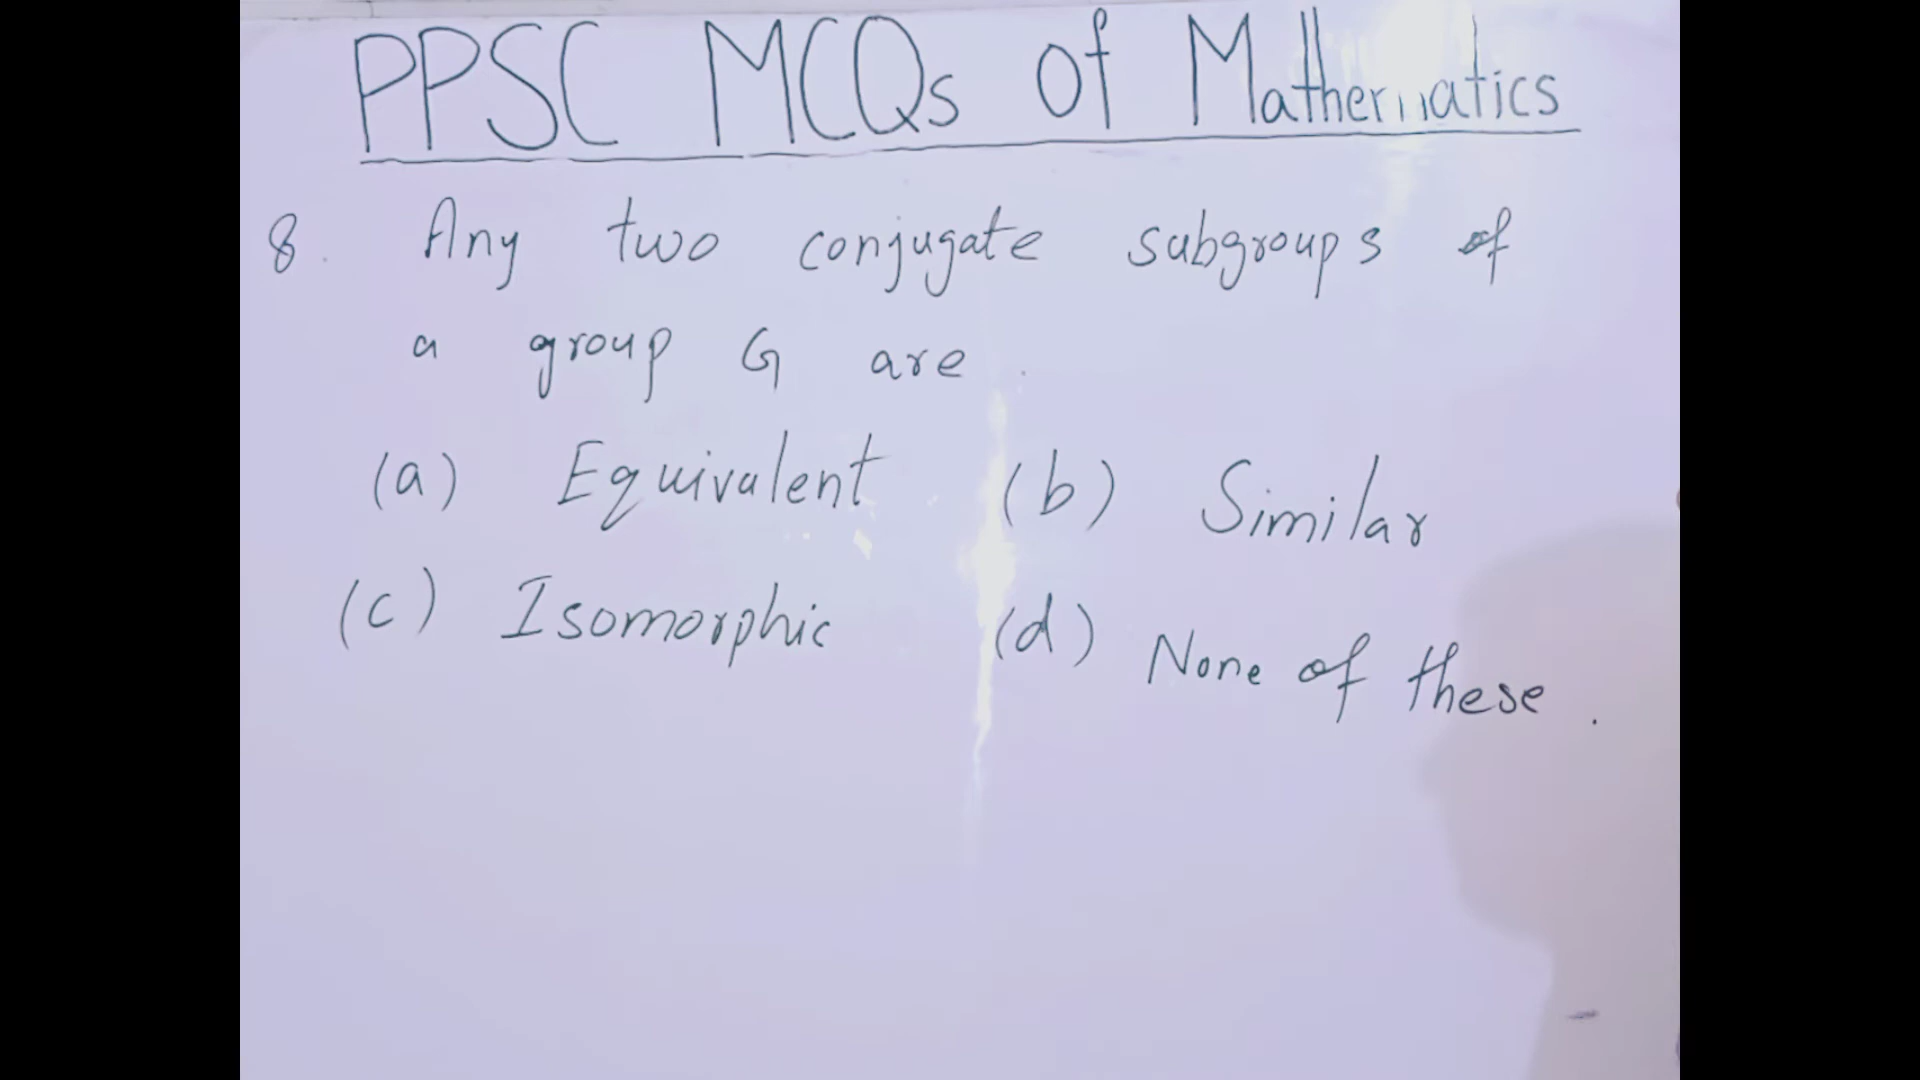 PPSC MCQs of Mathematics
8. Any two conjugate subgroups of
a group G are.
(a) Equivalent (b) Similar
(c) Isomorphic (d) None of these.